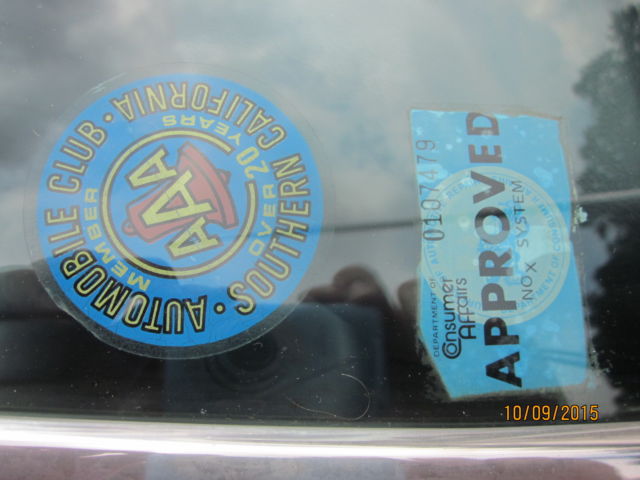 AUTOMOBILE CLUB • SOUTHERN CALIFORNIA •
MEMBER OVER 20 YEARS
AAA
0107479
DEPARTMENT of
Consumer
Affairs
APPROVED
NOX SYSTEM
10/09/2015